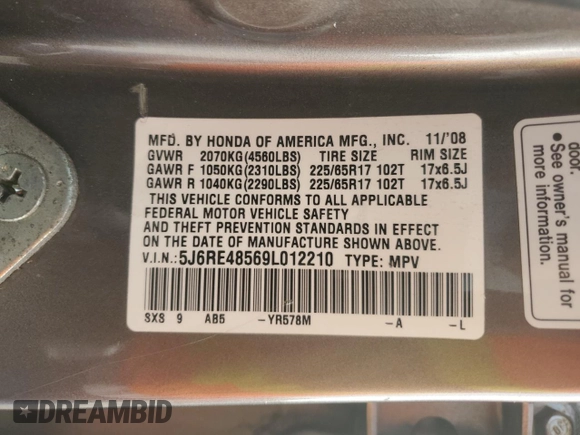 MFD. BY HONDA OF AMERICA MFG., INC. 11/'08
GVWR 2070KG(4560LBS) TIRE SIZE RIM SIZE
GAWR F 1050KG(2310LBS) 225/65R17 102T 17x6.5J
GAWR R 1040KG(2290LBS) 225/65R17 102T 17x6.5J
THIS VEHICLE CONFORMS TO ALL APPLICABLE
FEDERAL MOTOR VEHICLE SAFETY
AND THEFT PREVENTION STANDARDS IN EFFECT
ON THE DATE OF MANUFACTURE SHOWN ABOVE.
V.I.N.: 5J6RE48569L012210 TYPE: MPV
SXS 9 AB5 -YR578M -A -L
door.
• See owner's manual for
more information.
DREAMBID